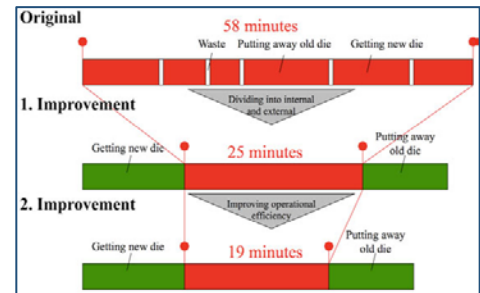 Original
58 minutes
Waste
Putting away old die
Getting new die
Dividing into internal
and external
1. Improvement
Getting new die
25 minutes
Putting away
old die
Improving operational
efficiency
2. Improvement
Getting new die
19 minutes
Putting away
old die